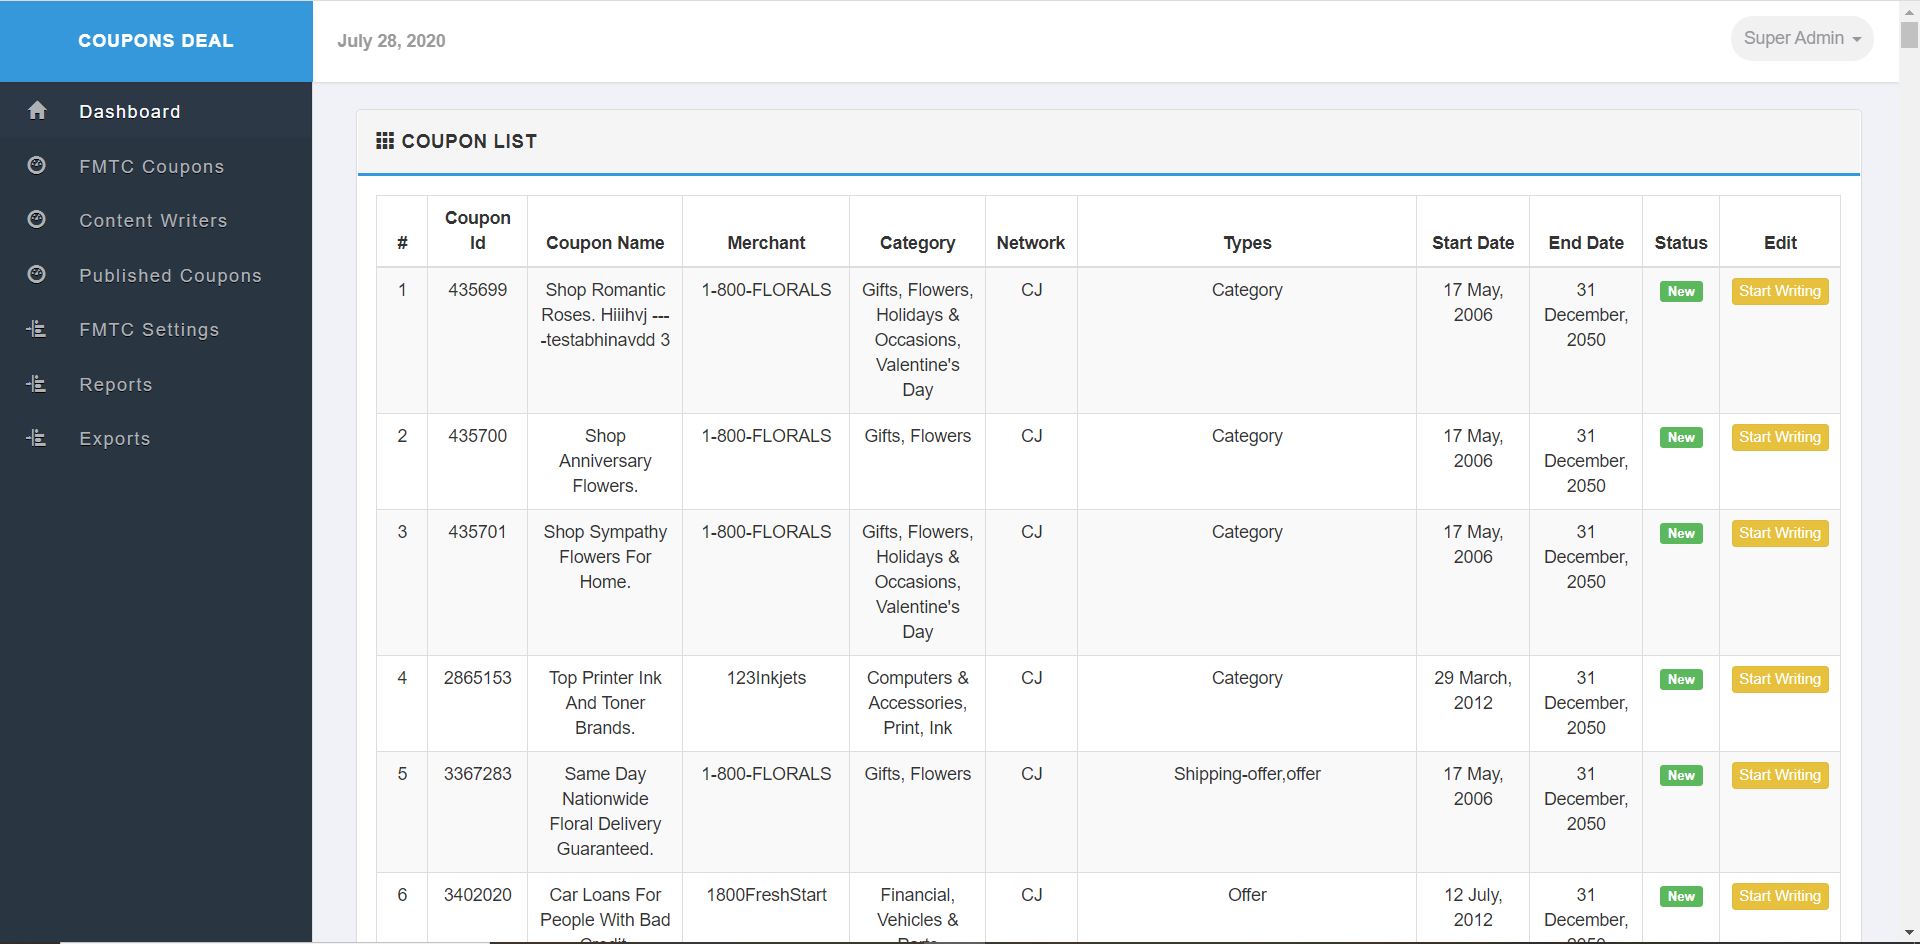 COUPONS DEAL
July 28, 2020
Super Admin
Dashboard
FMTC Coupons
Content Writers
Published Coupons
FMTC Settings
Reports
Exports
COUPON LIST
#
Coupon
Id
Coupon Name
Merchant
Category
Network
Types
Start Date
End Date
Status
Edit
1
435699
Shop Romantic
Roses. Hiiihvj ---
-testabhinavdd 3
1-800-FLORALS
Gifts, Flowers,
Holidays &
Occasions,
Valentine's
Day
CJ
Category
17 May,
2006
31
December,
2050
New
Start Writing
2
435700
Shop
Anniversary
Flowers.
1-800-FLORALS
Gifts, Flowers
CJ
Category
17 May,
2006
31
December,
2050
New
Start Writing
3
435701
Shop Sympathy
Flowers For
Home.
1-800-FLORALS
Gifts, Flowers,
Holidays &
Occasions,
Valentine's
Day
CJ
Category
17 May,
2006
31
December,
2050
New
Start Writing
4
2865153
Top Printer Ink
And Toner
Brands.
123Inkjets
Computers &
Accessories,
Print, Ink
CJ
Category
29 March,
2012
31
December,
2050
New
Start Writing
5
3367283
Same Day
Nationwide
Floral Delivery
Guaranteed.
1-800-FLORALS
Gifts, Flowers
CJ
Shipping-offer,offer
17 May,
2006
31
December,
2050
New
Start Writing
6
3402020
Car Loans For
People With Bad
Credit
1800FreshStart
Financial,
Vehicles &
Parts
CJ
Offer
12 July,
2012
31
December,
2050
New
Start Writing